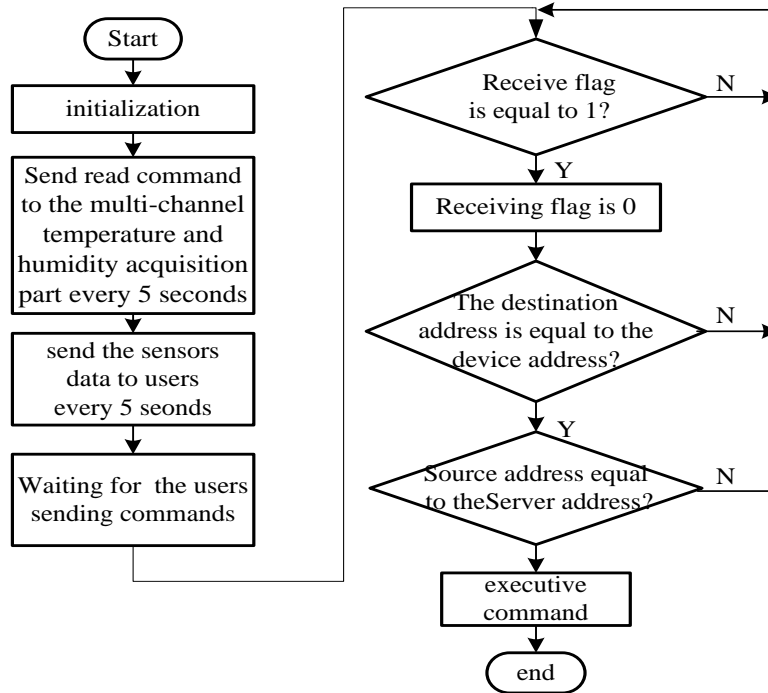 Start
initialization
Send read command
to the multi-channel
temperature and
humidity acquisition
part every 5 seconds
send the sensors
data to users
every 5 seonds
Waiting for the users
sending commands
Receive flag
is equal to 1?
N
Y
Receiving flag is 0
The destination
address is equal to the
device address?
N
Y
Source address equal
to theServer address?
N
executive
command
end